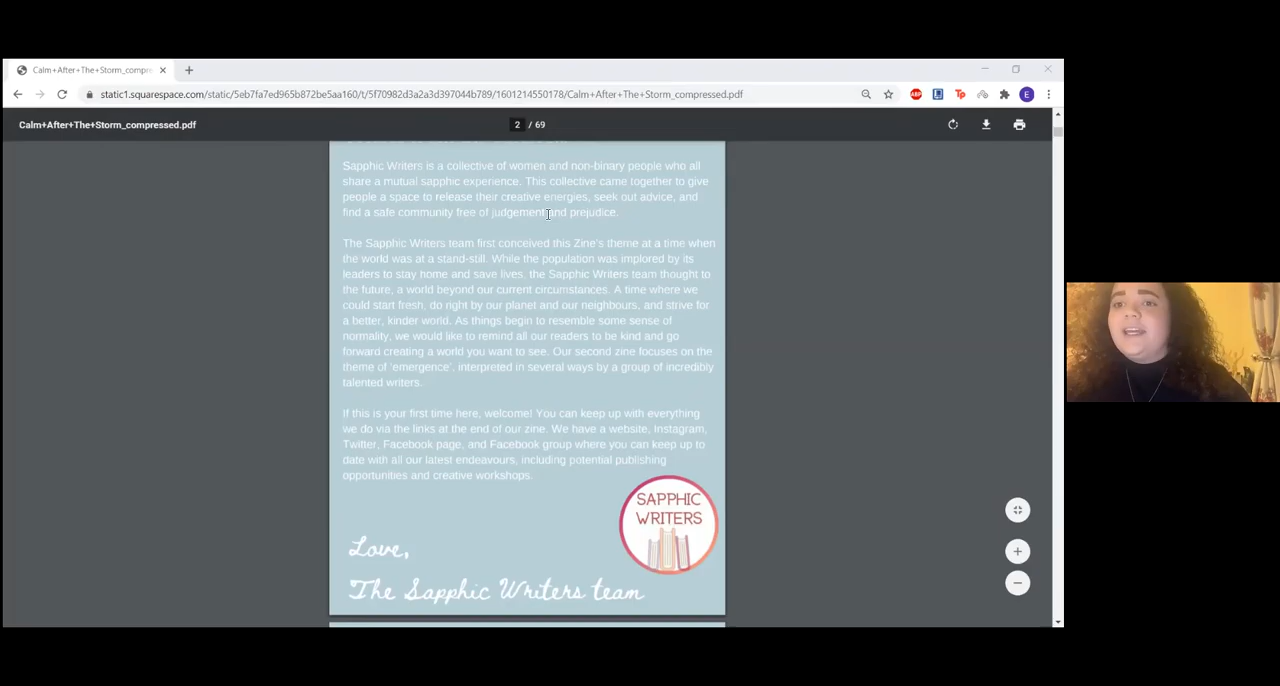 Calm+After+The+Storm_compre
static1.squarespace.com/static/5eb7fa7ed965b872be5aa160/t/5f70982d3a2a3d397044b789/1601214550178/Calm+After+The+Storm_compressed.pdf
ABP
Tp
E
Calm+After+The+Storm_compressed.pdf
2 / 69
Sapphic Writers is a collective of women and non-binary people who all
share a mutual sapphic experience. This collective came together to give
people a space to release their creative energies, seek out advice, and
find a safe community free of judgement and prejudice.
The Sapphic Writers team first conceived this Zine's theme at a time when
the world was at a stand-still. While the population was implored by its
leaders to stay home and save lives, the Sapphic Writers team thought to
the future, a world beyond our current circumstances. A time where we
could start fresh, do right by our planet and our neighbours, and strive for
a better, kinder world. As things begin to resemble some sense of
normality, we would like to remind all our readers to be kind and go
forward creating a world you want to see. Our second zine focuses on the
theme of 'emergence', interpreted in several ways by a group of incredibly
talented writers.
If this is your first time here, welcome! You can keep up with everything
we do via the links at the end of our zine. We have a website, Instagram,
Twitter, Facebook page, and Facebook group where you can keep up to
date with all our latest endeavours, including potential publishing
opportunities and creative workshops.
SAPPHIC
WRITERS
Love,
The Sapphic Writers team